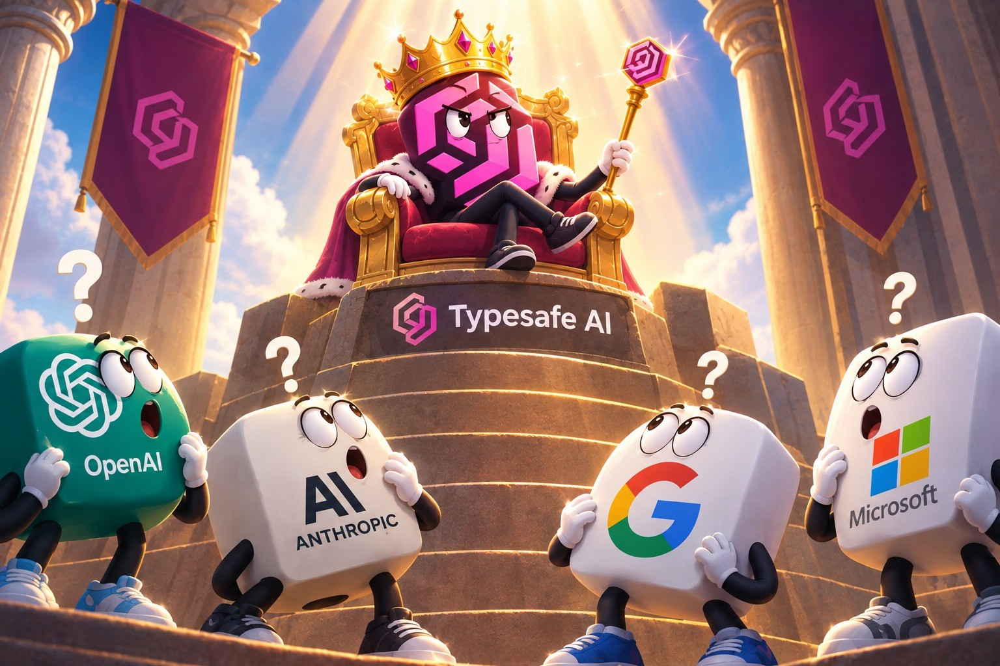 ?
?
?
?
Typesafe AI
OpenAI
AI
ANTHROPIC
G
Microsoft